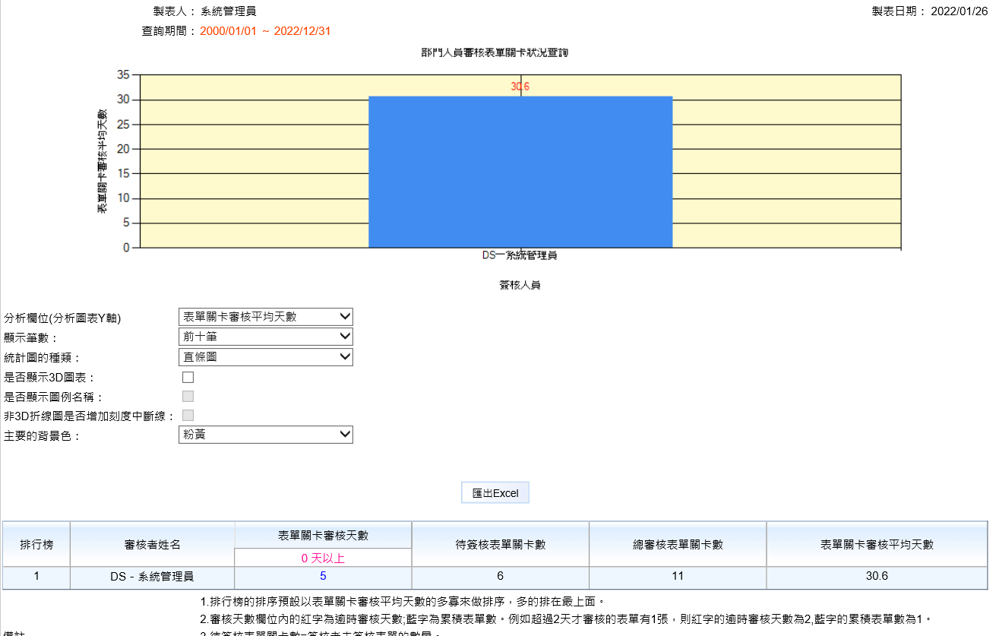 製表人： 系統管理員
製表日期： 2022/01/26
查詢期間： 2000/01/01 ～ 2022/12/31
部門人員審核表單關卡狀況查詢
35
30.6
30
25
20
15
10
5
0
表單關卡審核平均天數
DS一系統管理員
簽核人員
分析欄位(分析圖表Y軸) 表單關卡審核平均天數
顯示筆數： 前十筆
統計圖的種類： 直條圖
是否顯示3D圖表：
是否顯示圖例名稱：
非3D折線圖是否增加刻度中斷線：
主要的背景色： 粉黃
匯出Excel
排行榜 審核者姓名 表單關卡審核天數 待簽核表單關卡數 總審核表單關卡數 表單關卡審核平均天數
0 天以上
1 DS - 系統管理員 5 6 11 30.6
1.排行榜的排序預設以表單關卡審核平均天數的多寡來做排序，多的排在最上面。
2.審核天數欄位內的紅字為逾時審核天數;藍字為累積表單數。例如超過2天才審核的表單有1張，則紅字的逾時審核天數為2,藍字的累積表單數為1。
備註
3.待簽核表單關卡數=簽核者未簽核表單的數量。